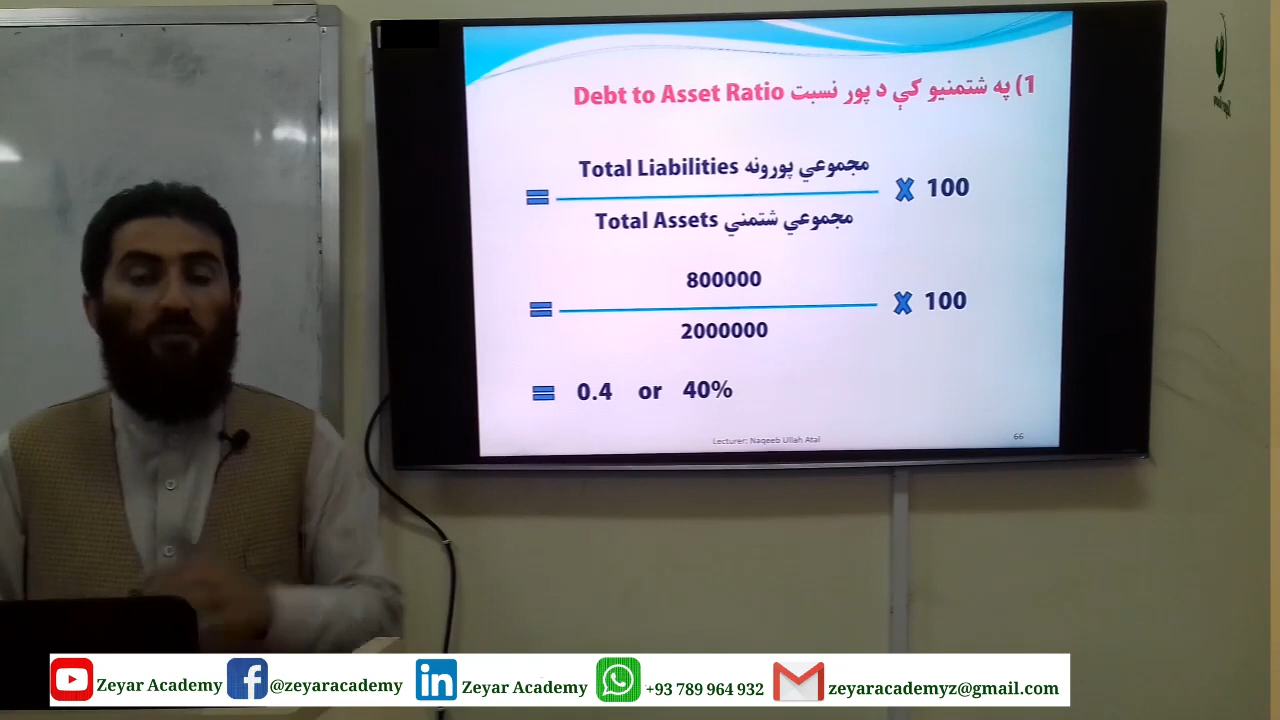 1) په شتمنيو کې د پور نسبت Debt to Asset Ratio
مجموعي پورونه Total Liabilities
= X 100
مجموعي شتمني Total Assets
800000
= X 100
2000000
= 0.4 or 40%
Lecturer: Naqeeb Ullah Atal 66
Zeyar Academy @zeyaracademy in Zeyar Academy +93 789 964 932 zeyaracademyz@gmail.com